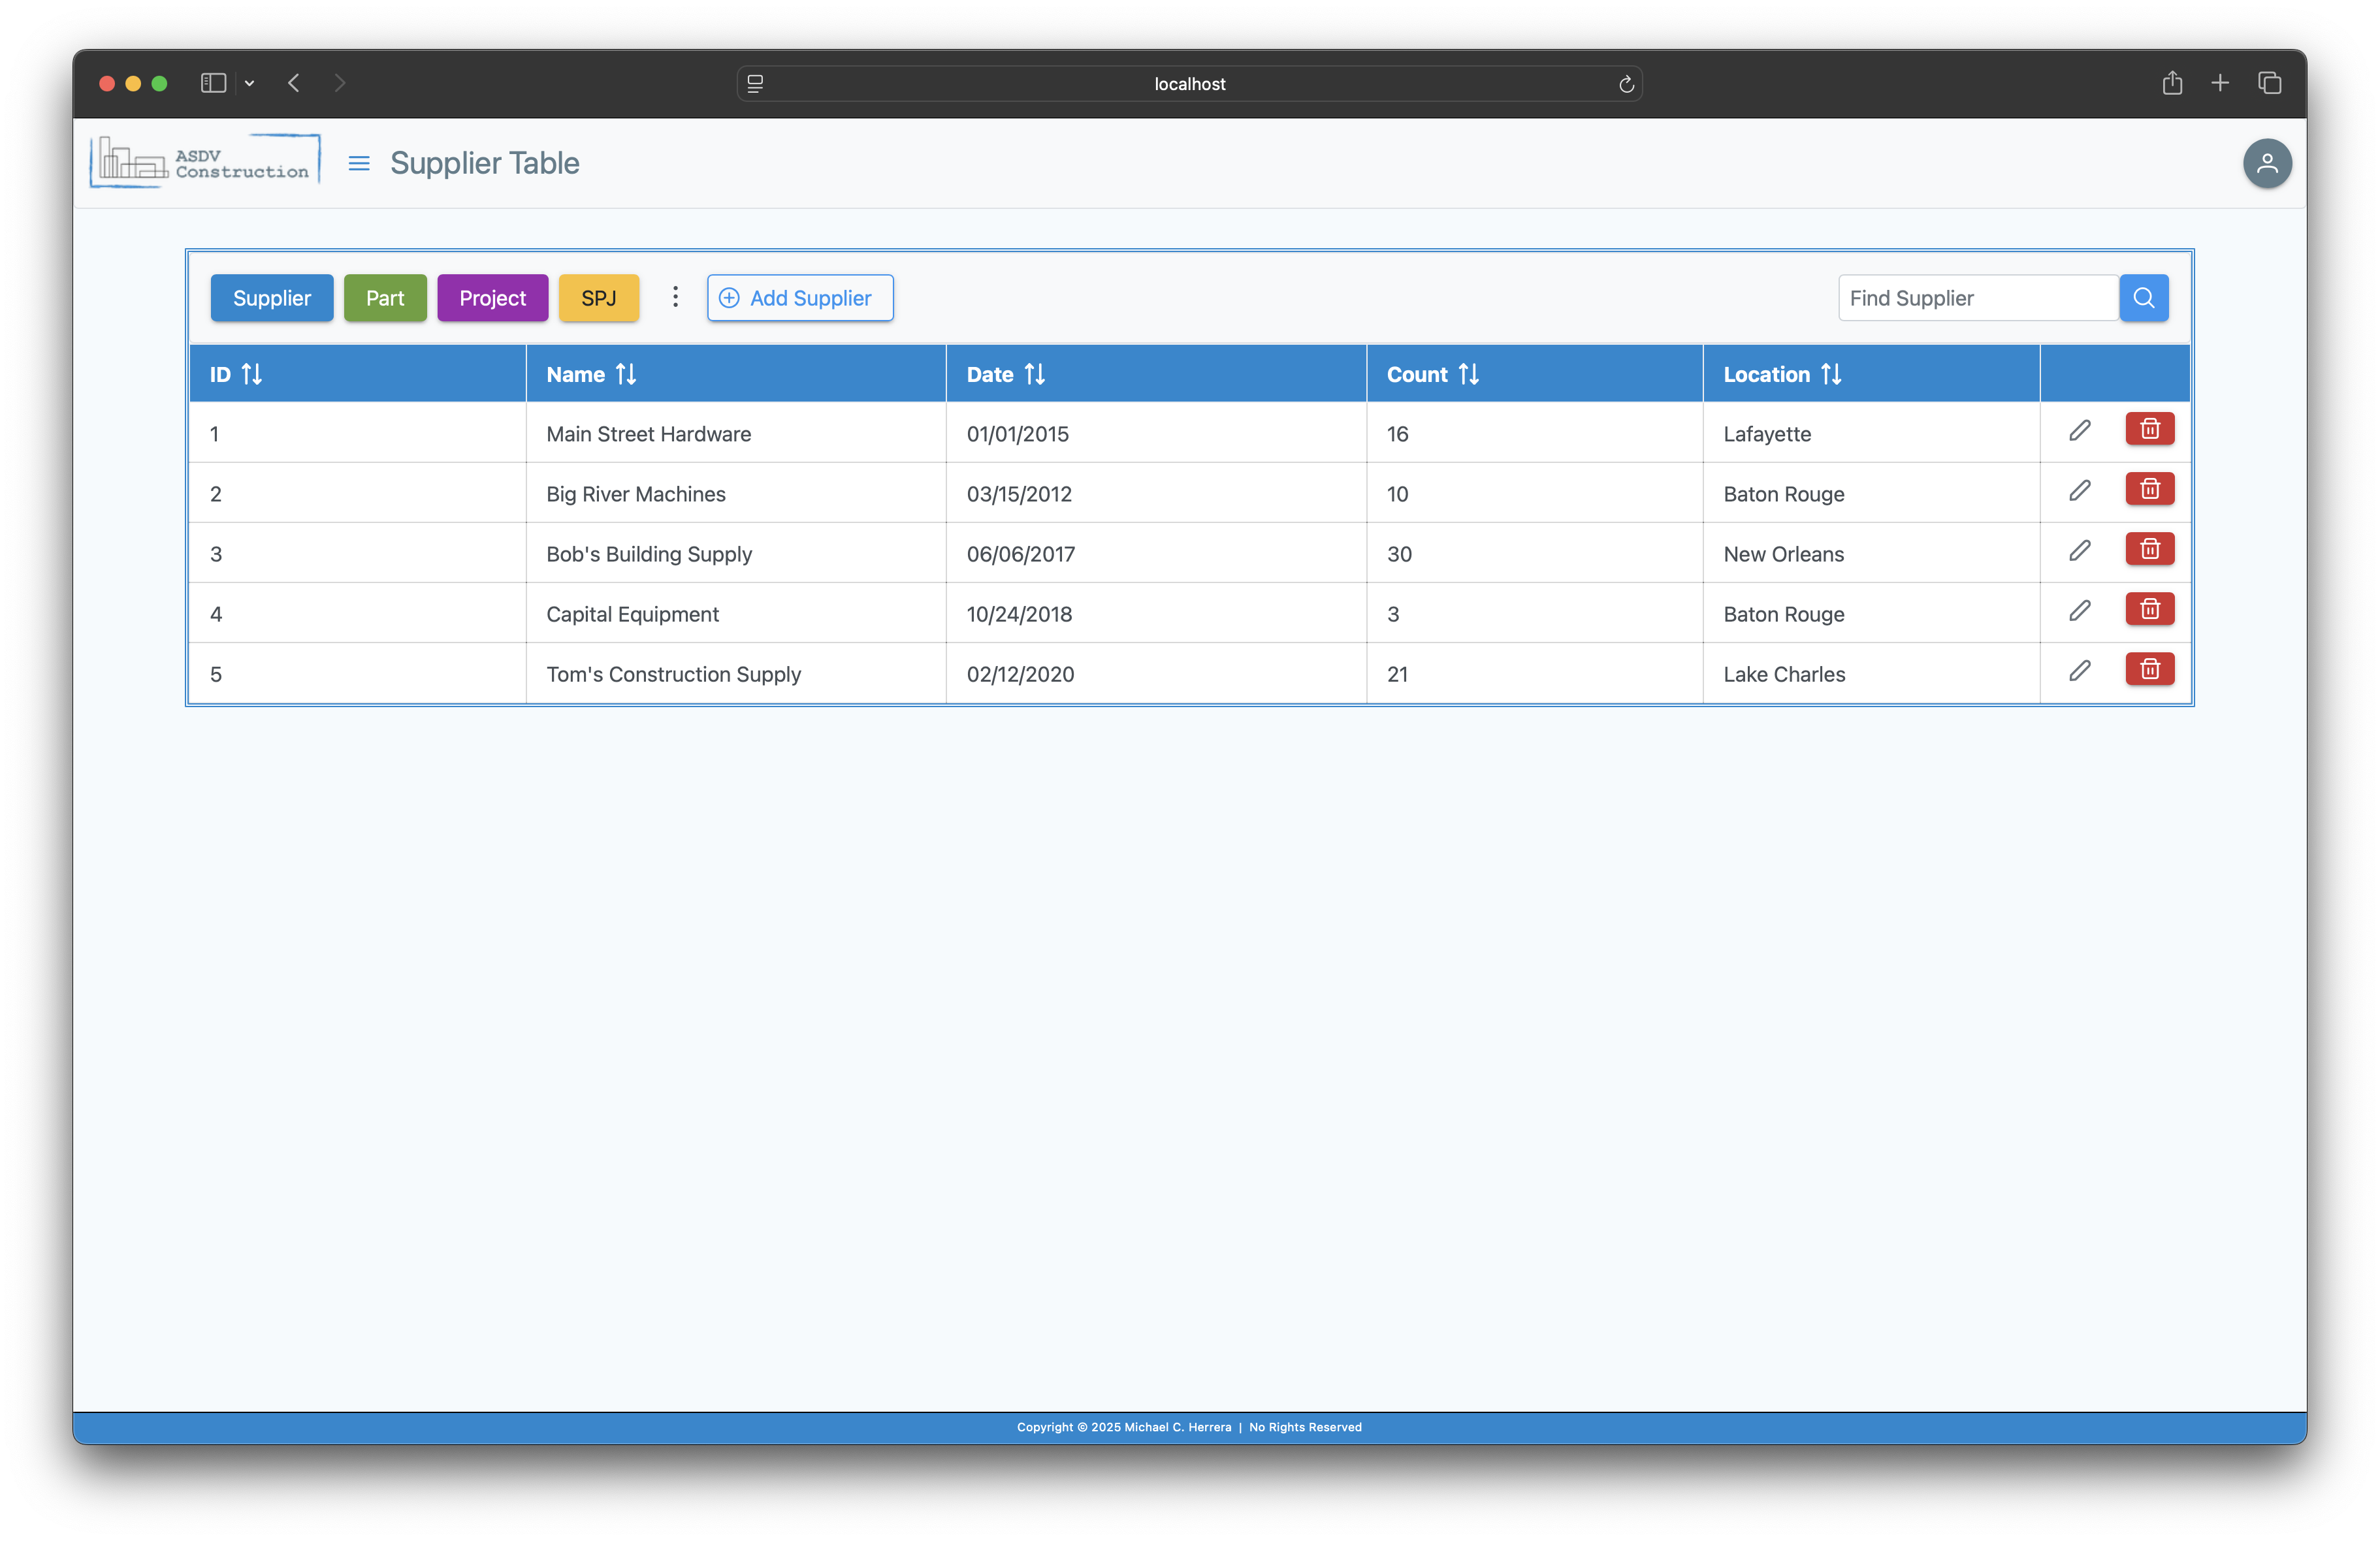 localhost
ASDV
Construction
Supplier Table
Supplier Part Project SPJ Add Supplier Find Supplier
ID Name Date Count Location
1 Main Street Hardware 01/01/2015 16 Lafayette
2 Big River Machines 03/15/2012 10 Baton Rouge
3 Bob's Building Supply 06/06/2017 30 New Orleans
4 Capital Equipment 10/24/2018 3 Baton Rouge
5 Tom's Construction Supply 02/12/2020 21 Lake Charles
Copyright © 2025 Michael C. Herrera | No Rights Reserved